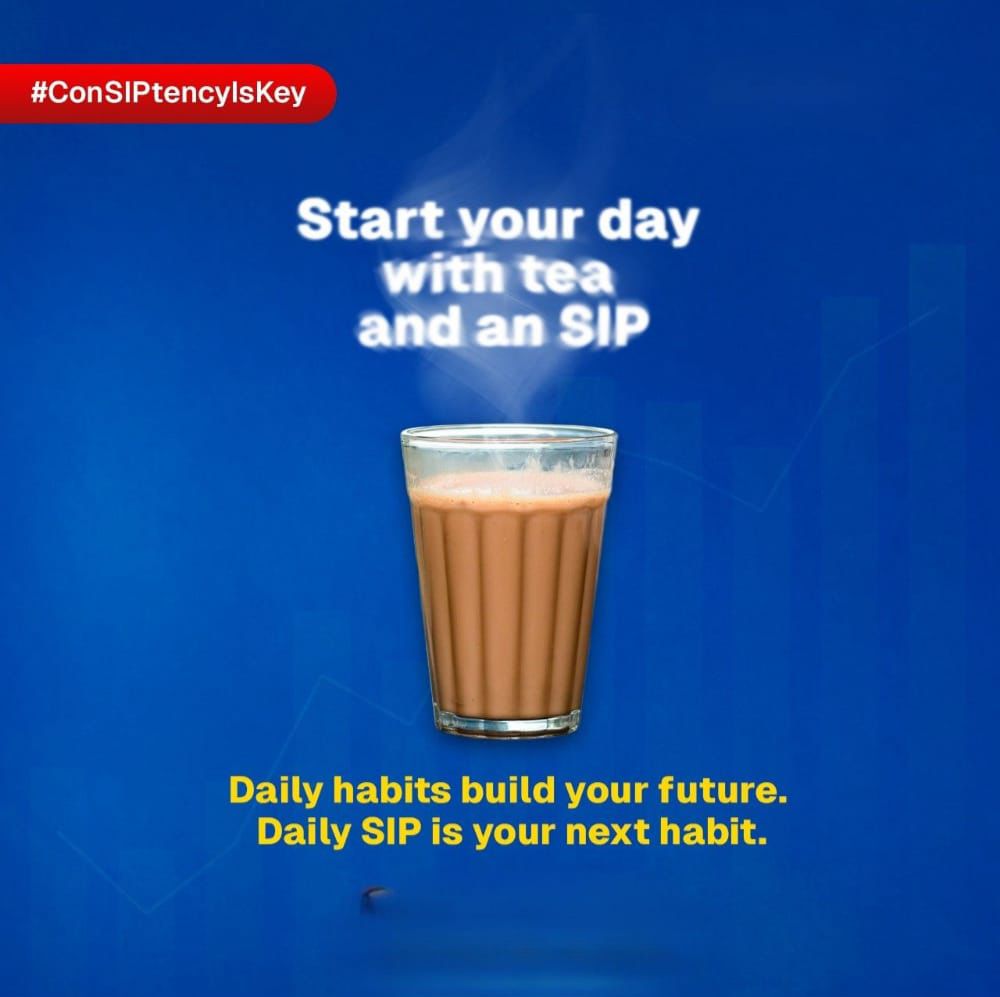 #ConSIPtencyIsKey
Start your day
with tea
and an SIP
Daily habits build your future.
Daily SIP is your next habit.